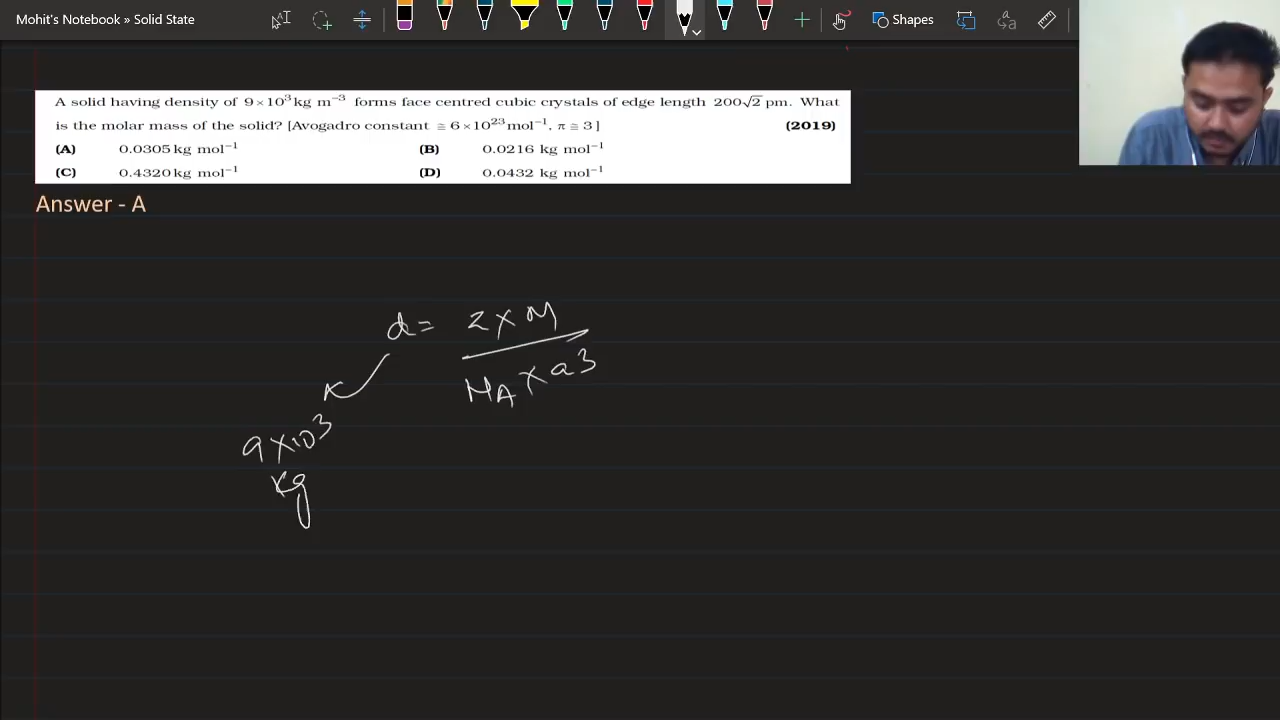 Mohit's Notebook » Solid State
Shapes
A solid having density of 9×10³ kg m⁻³ forms face centred cubic crystals of edge length 200√2 pm. What
is the molar mass of the solid? [Avogadro constant ≅ 6×10²³ mol⁻¹, π ≅ 3] (2019)
(A) 0.0305 kg mol⁻¹ (B) 0.0216 kg mol⁻¹
(C) 0.4320 kg mol⁻¹ (D) 0.0432 kg mol⁻¹
Answer - A
d = Z × M
N_A × a3
9×10³
kg